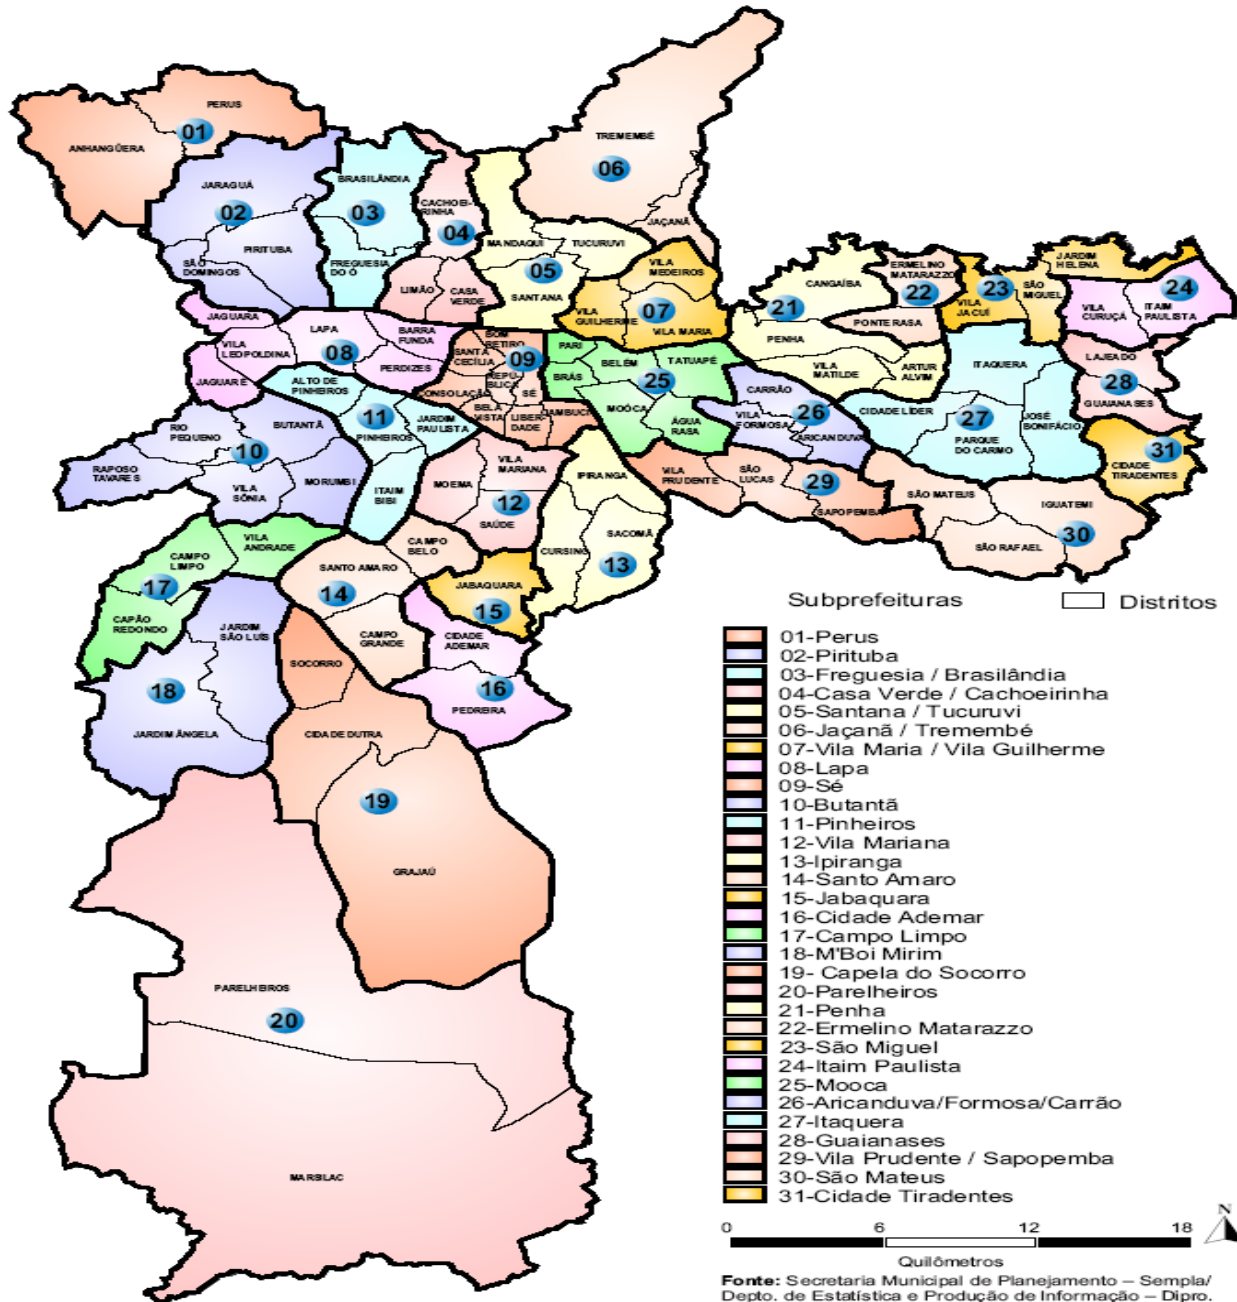 PERUS
01
ANHANGÜERA
TREMEMBÉ
06
JAÇANÃ
JARAGUÁ
02
PIRITUBA
SÃO
DOMINGOS
BRASILÂNDIA
03
FREGUESIA
DO Ó
CACHOEI-
RINHA
04
LIMÃO
CASA
VERDE
MANDAQUI
TUCURUVI
05
SANTANA
VILA
MEDEIROS
07
VILA
GUILHERME
VILA MARIA
CANGAÍBA
21
PENHA
VILA
MATILDE
ARTUR
ALVIM
ERMELINO
MATARAZZO
22
PONTE RASA
JARDIM
HELENA
23
SÃO
MIGUEL
VILA
JACUÍ
24
VILA
CURUÇÁ
ITAIM
PAULISTA
JAGUARA
LAPA
BARRA
FUNDA
VILA
LEOPOLDINA
08
PERDIZES
JAGUARÉ
BOM
RETIRO
SANTA
CECÍLIA
09
REPÚ-
BLICA
SÉ
CONSOLAÇÃO
BELA
VISTA
LIBER-
DADE
CAMBUCI
PARI
BRÁS
BELÉM
TATUAPÉ
25
MOÓCA
ÁGUA
RASA
CARRÃO
VILA
FORMOSA
26
ARICANDUVA
ITAQUERA
CIDADE LÍDER
27
JOSÉ
BONIFÁCIO
PARQUE
DO CARMO
LAJEADO
28
GUAIANASES
31
CIDADE
TIRADENTES
ALTO DE
PINHEIROS
11
PINHEIROS
JARDIM
PAULISTA
ITAIM
BIBI
RIO
PEQUENO
BUTANTÃ
10
RAPOSO
TAVARES
VILA
SÔNIA
MORUMBI
VILA
MARIANA
MOEMA
12
SAÚDE
IPIRANGA
SACOMÃ
CURSINO
13
VILA
PRUDENTE
SÃO
LUCAS
29
SAPOPEMBA
SÃO MATEUS
IGUATEMI
SÃO RAFAEL
30
VILA
ANDRADE
CAMPO
LIMPO
17
CAPÃO
REDONDO
CAMPO
BELO
SANTO AMARO
14
CAMPO
GRANDE
JABAQUARA
15
CIDADE
ADEMAR
16
PEDREIRA
JARDIM
SÃO LUÍS
18
JARDIM ÂNGELA
SOCORRO
CIDADE DUTRA
19
GRAJAÚ
PARELHEIROS
20
MARSILAC
Subprefeituras
Distritos
01-Perus
02-Pirituba
03-Freguesia / Brasilândia
04-Casa Verde / Cachoeirinha
05-Santana / Tucuruvi
06-Jaçanã / Tremembé
07-Vila Maria / Vila Guilherme
08-Lapa
09-Sé
10-Butantã
11-Pinheiros
12-Vila Mariana
13-Ipiranga
14-Santo Amaro
15-Jabaquara
16-Cidade Ademar
17-Campo Limpo
18-M'Boi Mirim
19- Capela do Socorro
20-Parelheiros
21-Penha
22-Ermelino Matarazzo
23-São Miguel
24-Itaim Paulista
25-Mooca
26-Aricanduva/Formosa/Carrão
27-Itaquera
28-Guaianases
29-Vila Prudente / Sapopemba
30-São Mateus
31-Cidade Tiradentes
0 6 12 18
N
Quilômetros
Fonte: Secretaria Municipal de Planejamento – Sempla/
Depto. de Estatística e Produção de Informação – Dipro.